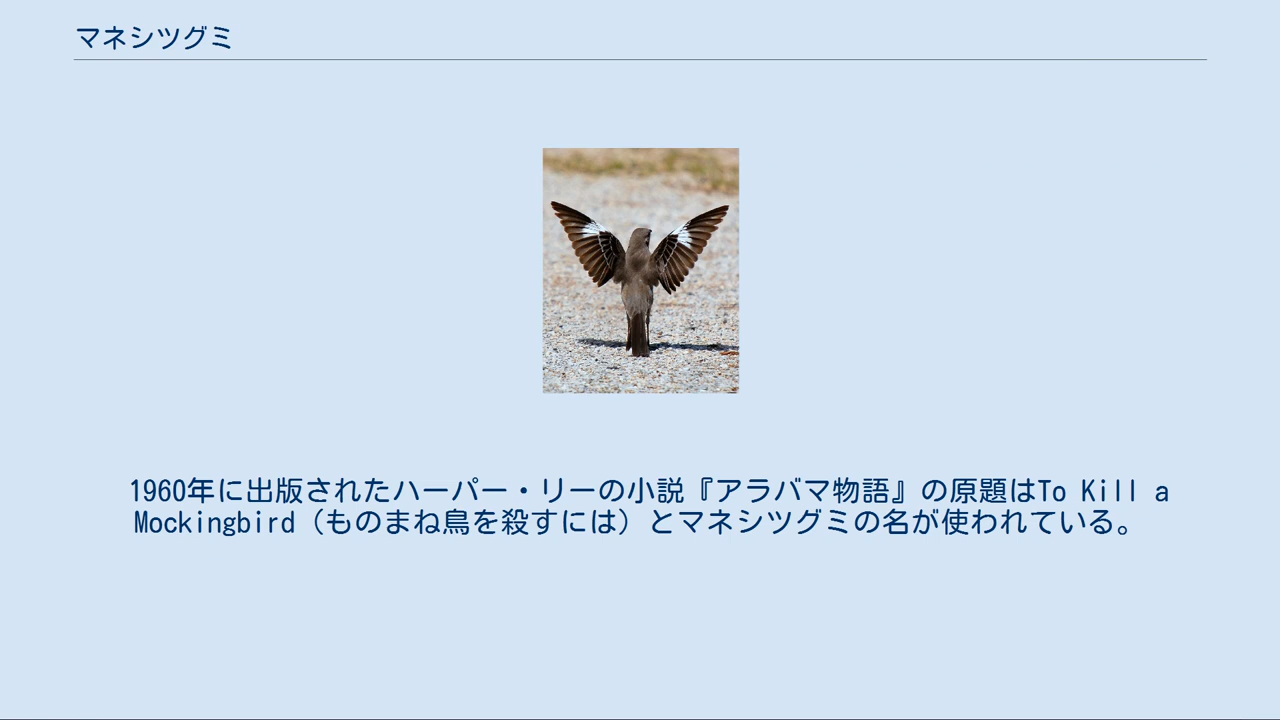 マネシツグミ
1960年に出版されたハーパー・リーの小説『アラバマ物語』の原題はTo Kill a
Mockingbird（ものまね鳥を殺すには）とマネシツグミの名が使われている。